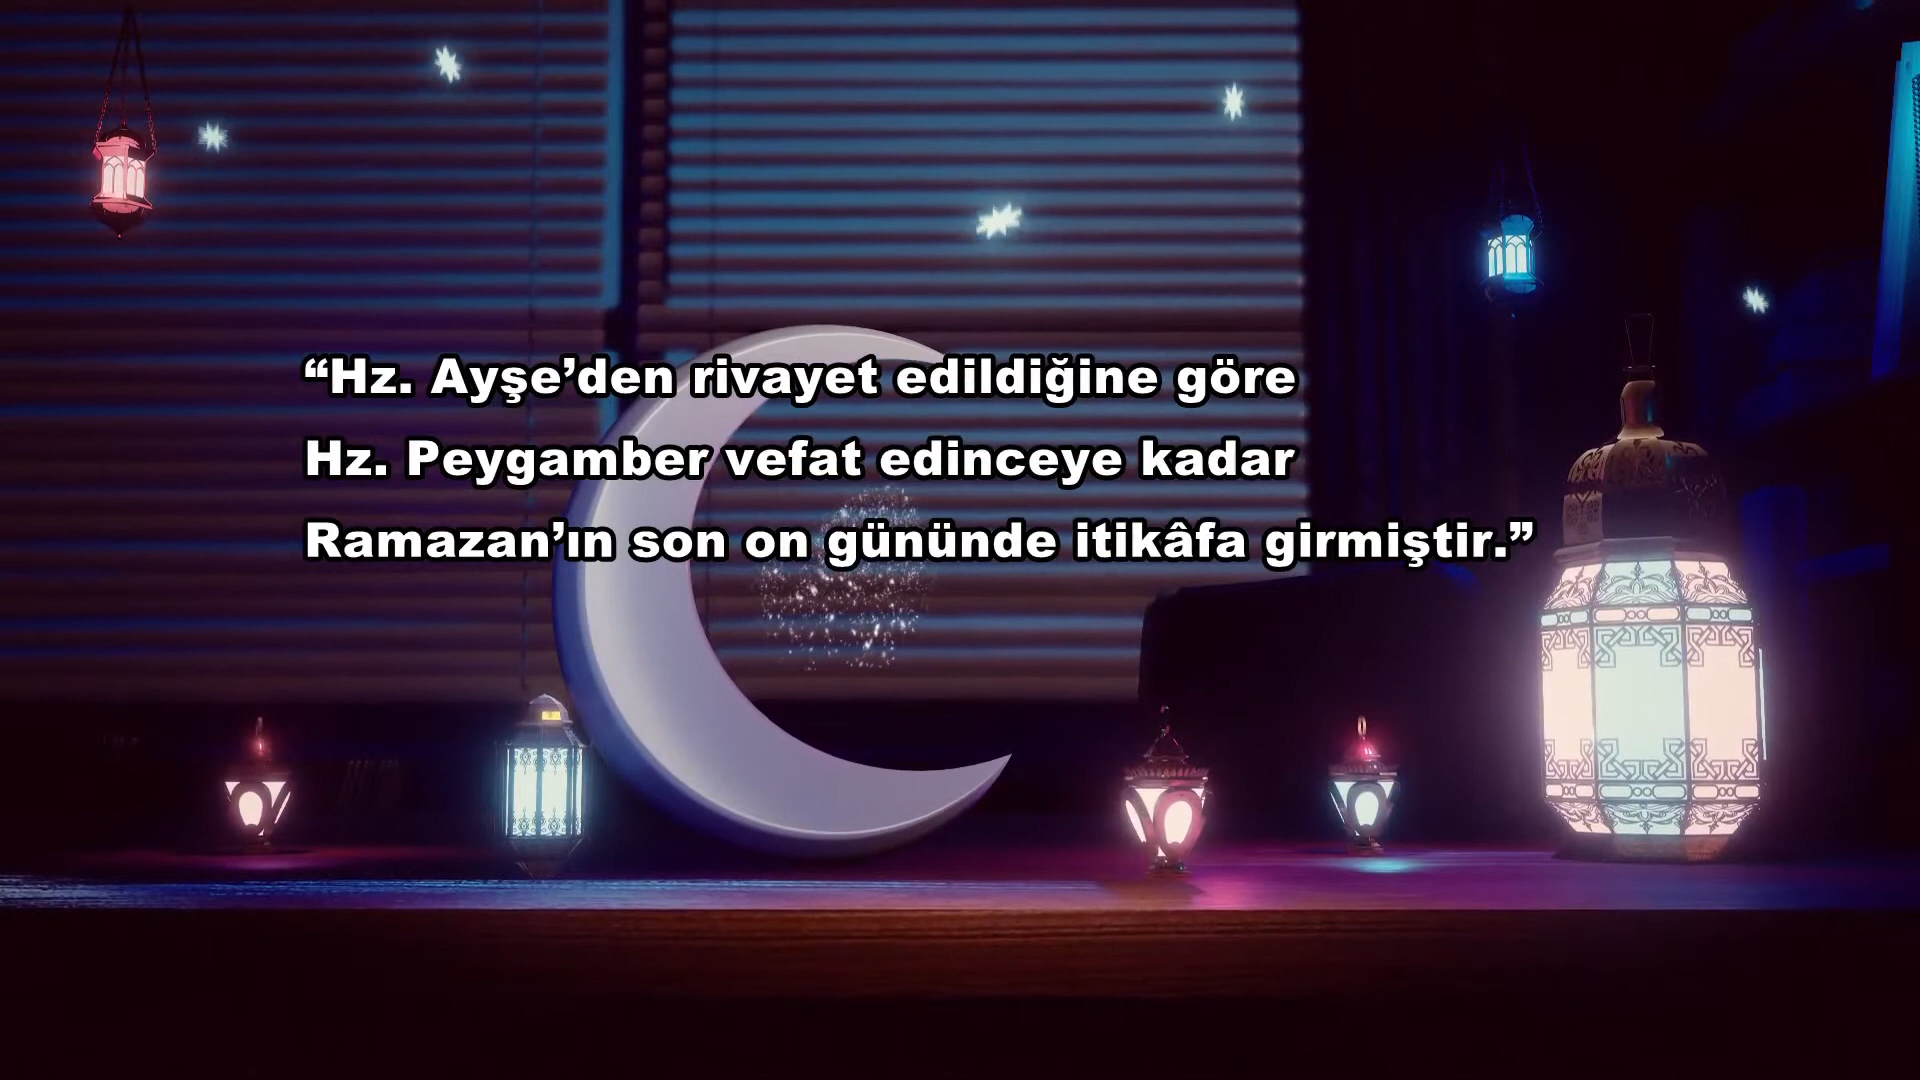 “Hz. Ayşe’den rivayet edildiğine göre
Hz. Peygamber vefat edinceye kadar
Ramazan’ın son on gününde itikâfa girmiştir.”